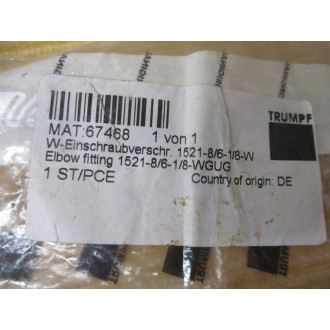 TRUMPF
MAT:67468 1 von 1
W-Einschraubverschr. 1521-8/6-1/8-W
Elbow fitting 1521-8/6-1/8-WGUG
1 ST/PCE Country of origin: DE